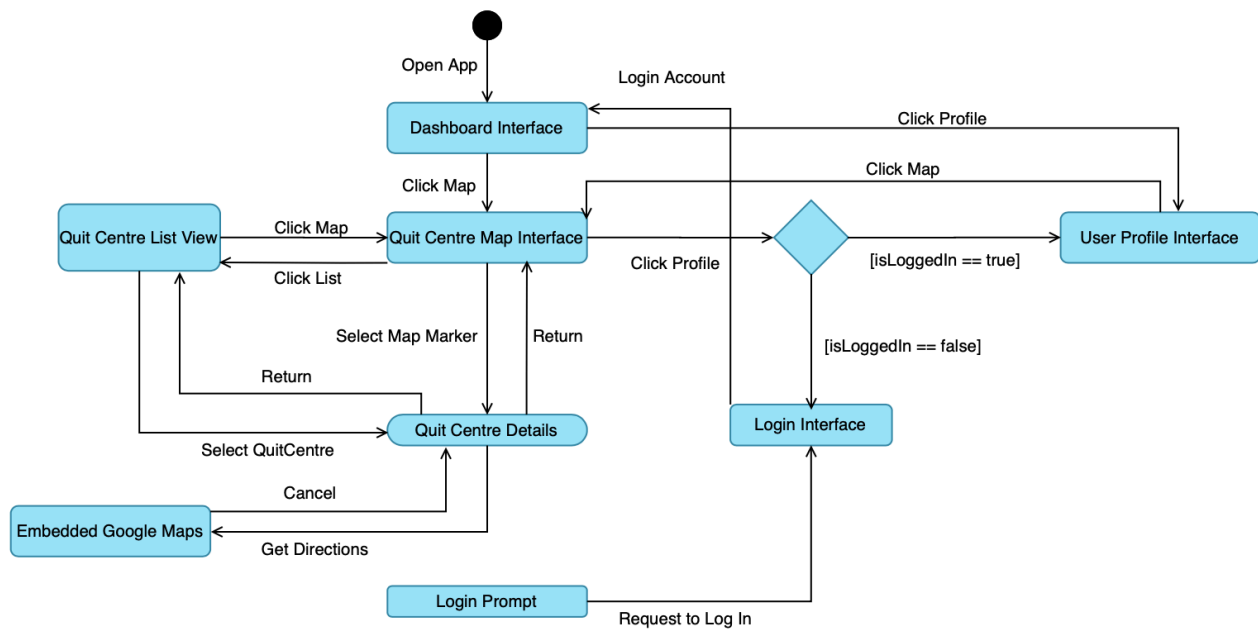 Open App
Login Account
Dashboard Interface
Click Profile
Click Map
Click Map
Quit Centre List View
Click Map
Quit Centre Map Interface
User Profile Interface
Click List
Click Profile
[isLoggedIn == true]
Select Map Marker
Return
[isLoggedIn == false]
Return
Quit Centre Details
Login Interface
Select QuitCentre
Cancel
Embedded Google Maps
Get Directions
Login Prompt
Request to Log In